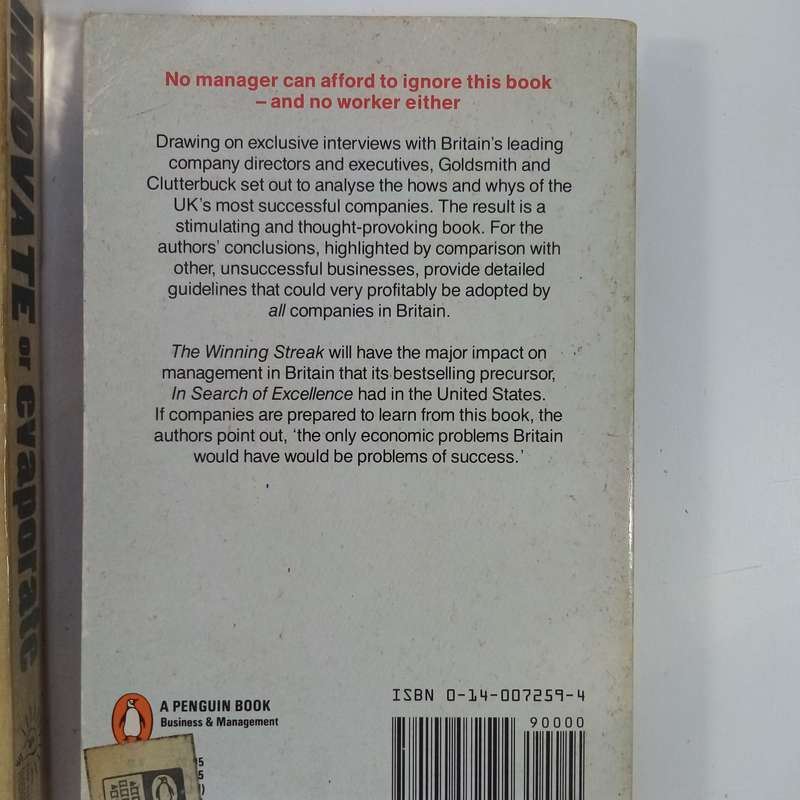 INNOVATE or evaporate
No manager can afford to ignore this book
– and no worker either
Drawing on exclusive interviews with Britain's leading
company directors and executives, Goldsmith and
Clutterbuck set out to analyse the hows and whys of the
UK's most successful companies. The result is a
stimulating and thought-provoking book. For the
authors' conclusions, highlighted by comparison with
other, unsuccessful businesses, provide detailed
guidelines that could very profitably be adopted by
all companies in Britain.
The Winning Streak will have the major impact on
management in Britain that its bestselling precursor,
In Search of Excellence had in the United States.
If companies are prepared to learn from this book, the
authors point out, 'the only economic problems Britain
would have would be problems of success.'
A PENGUIN BOOK
Business & Management
ISBN 0-14-007259-4
90000